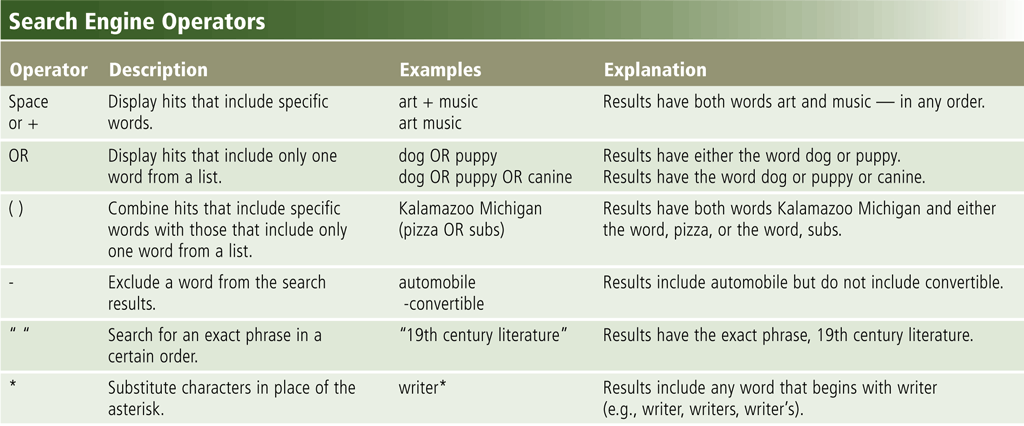 Search Engine Operators
Operator Description Examples Explanation
Space Display hits that include specific art + music Results have both words art and music — in any order.
or + words. art music
OR Display hits that include only one dog OR puppy Results have either the word dog or puppy.
word from a list. dog OR puppy OR canine Results have the word dog or puppy or canine.
( ) Combine hits that include specific Kalamazoo Michigan Results have both words Kalamazoo Michigan and either
words with those that include only (pizza OR subs) the word, pizza, or the word, subs.
one word from a list.
- Exclude a word from the search automobile Results include automobile but do not include convertible.
results. -convertible
“ “ Search for an exact phrase in a “19th century literature” Results have the exact phrase, 19th century literature.
certain order.
* Substitute characters in place of the writer* Results include any word that begins with writer
asterisk. (e.g., writer, writers, writer’s).